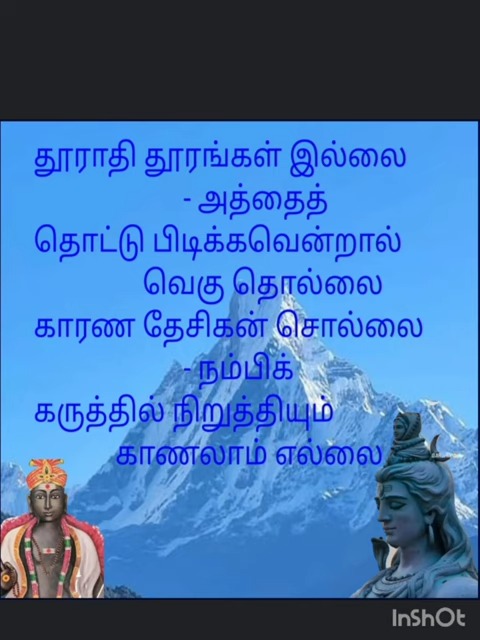 தூராதி தூரங்கள் இல்லை
- அத்தைத்
தொட்டு பிடிக்கவென்றால்
வெகு தொல்லை
காரண தேசிகன் சொல்லை
- நம்பிக்
கருத்தில் நிறுத்தியும்
காணலாம் எல்லை
InShOt